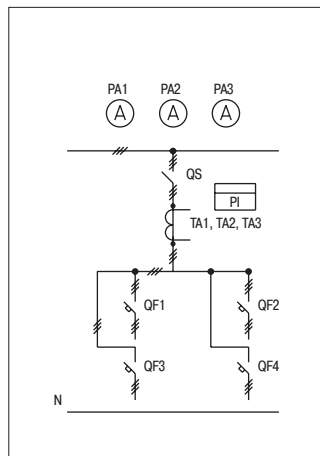 PA1 PA2 PA3
A A A
QS
PI
TA1, TA2, TA3
QF1 QF2
QF3 QF4
N